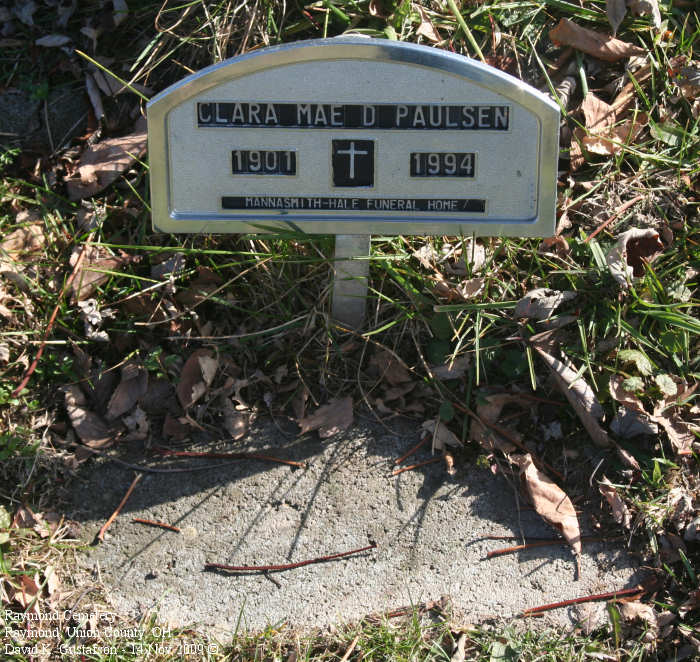 CLARA MAE D PAULSEN
1901 1994
MANNASMITH-HALE FUNERAL HOME/
Raymond Cemetery -
Raymond, Union County, OH
David K. Gustafson - 14 Nov 2009 ©